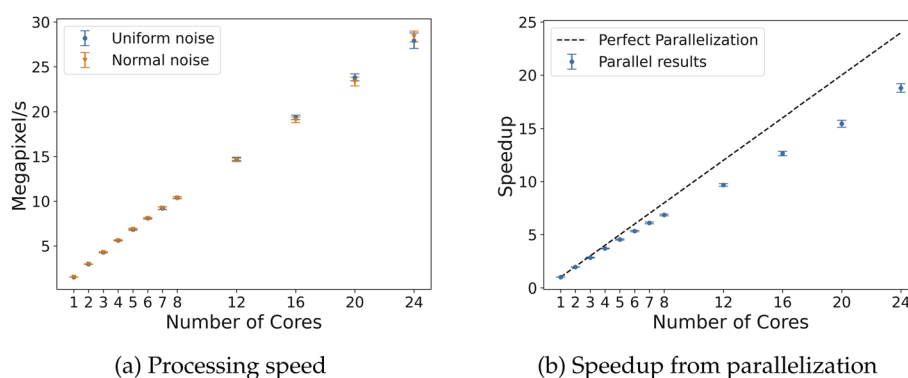 30
25
20
15
10
5
Megapixel/s
Uniform noise
Normal noise
1 2 3 4 5 6 7 8 12 16 20 24
Number of Cores
(a) Processing speed
25
20
15
10
5
0
Speedup
Perfect Parallelization
Parallel results
1 2 3 4 5 6 7 8 12 16 20 24
Number of Cores
(b) Speedup from parallelization